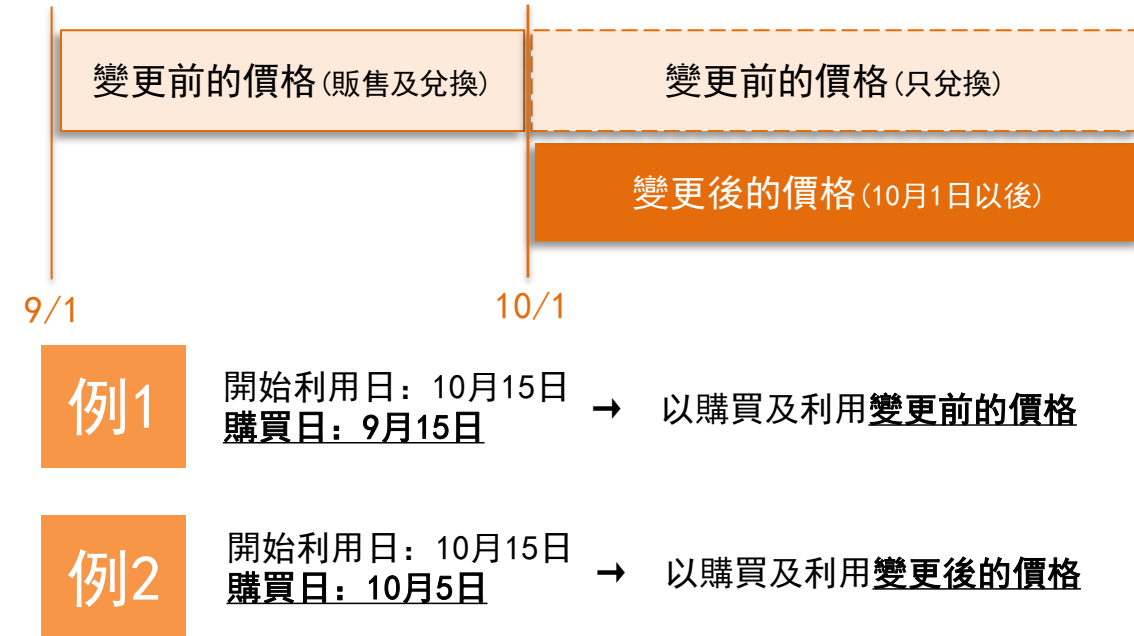 變更前的價格(販售及兌換)
變更前的價格(只兌換)
變更後的價格(10月1日以後)
9/1
10/1
例1
開始利用日：10月15日
購買日：9月15日
→ 以購買及利用變更前的價格
例2
開始利用日：10月15日
購買日：10月5日
→ 以購買及利用變更後的價格